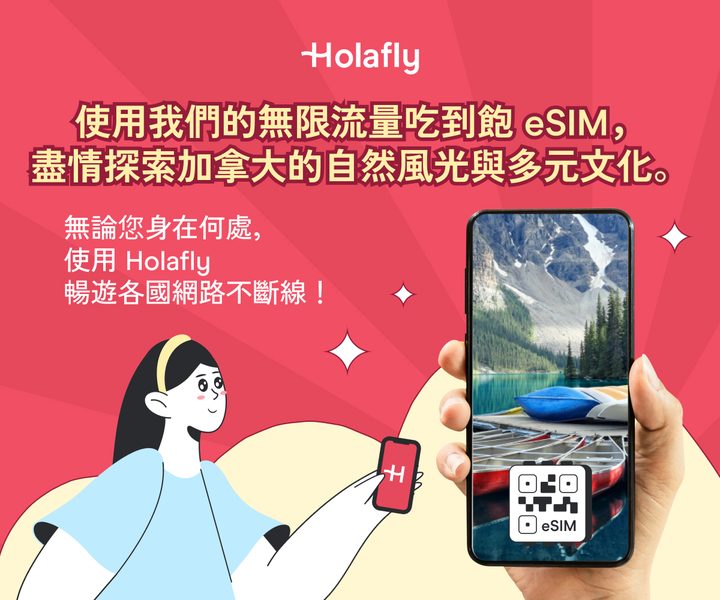 Holafly
使用我們的無限流量吃到飽 eSIM，
盡情探索加拿大的自然風光與多元文化。
無論您身在何處，
使用 Holafly
暢遊各國網路不斷線！
H
eSIM